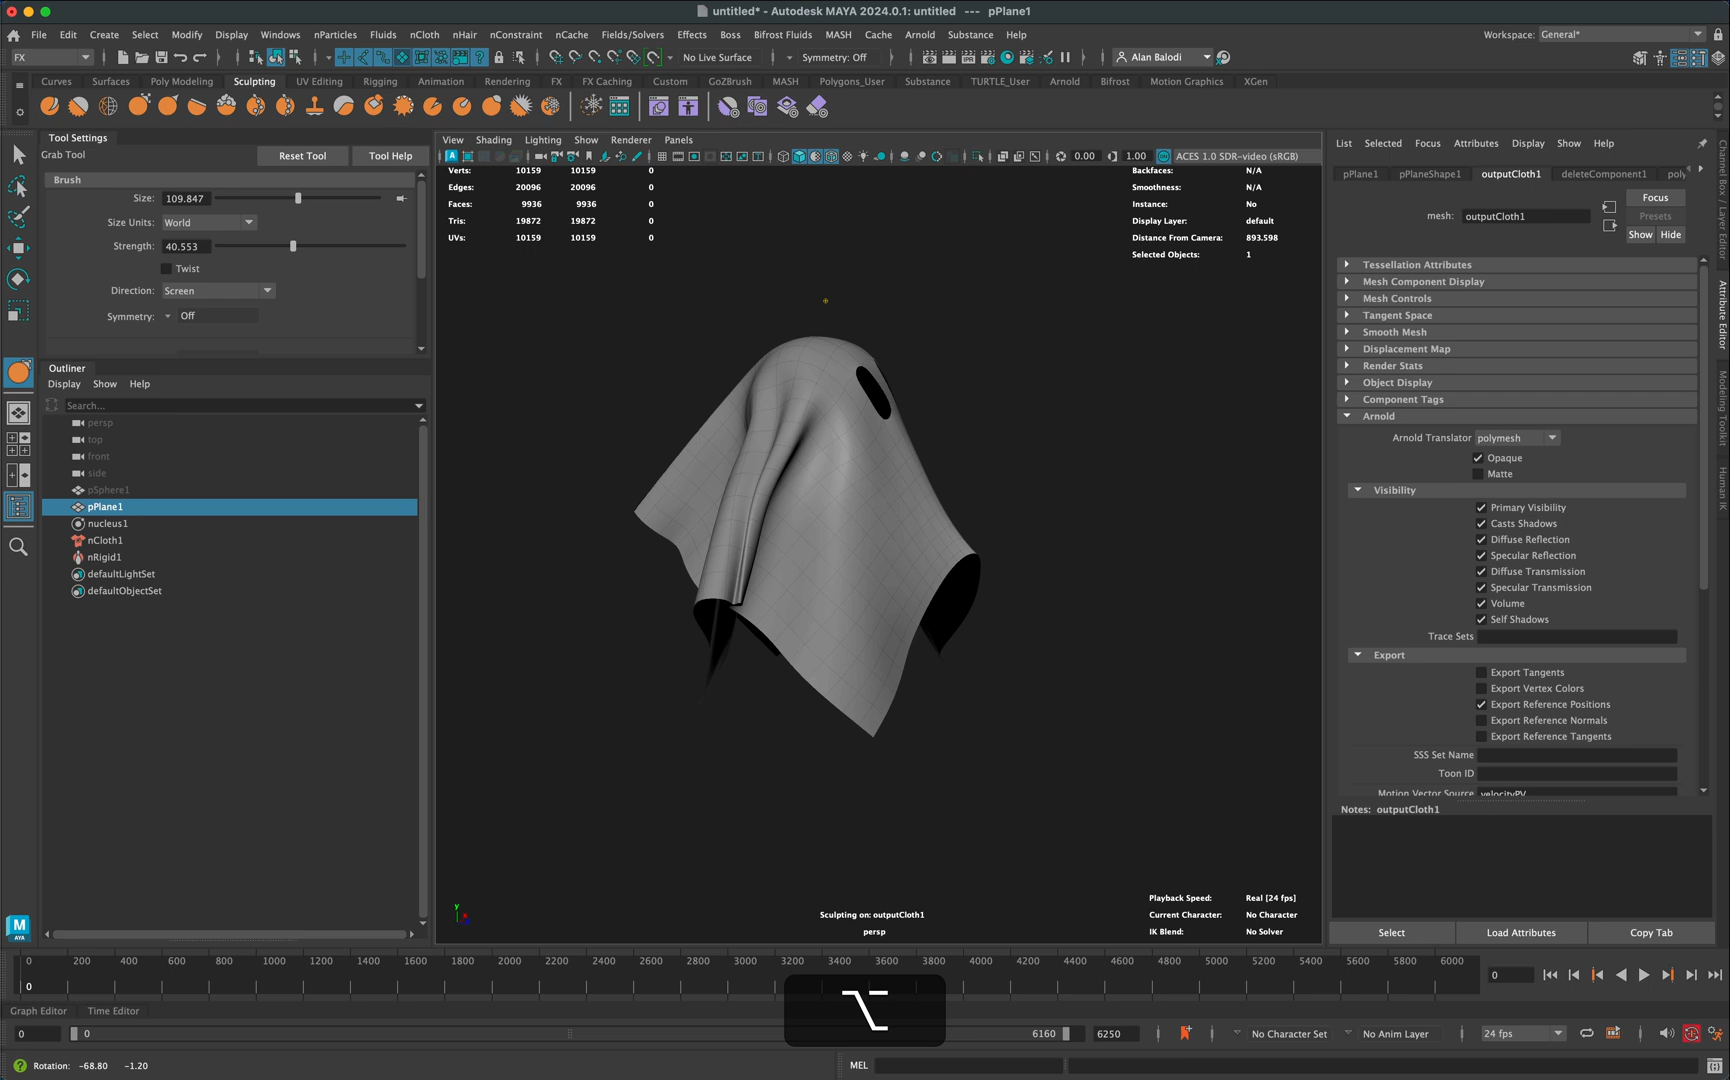 untitled* - Autodesk MAYA 2024.0.1: untitled --- pPlane1
File Edit Create Select Modify Display Windows nParticles Fluids nCloth nHair nConstraint nCache Fields/Solvers Effects Boss Bifrost Fluids MASH Cache Arnold Substance Help
Workspace: General*
FX
No Live Surface
Symmetry: Off
Alan Balodi
Curves Surfaces Poly Modeling Sculpting UV Editing Rigging Animation Rendering FX FX Caching Custom GoZBrush MASH Polygons_User Substance TURTLE_User Arnold Bifrost Motion Graphics XGen
Tool Settings
Grab Tool
Reset Tool
Tool Help
Brush
Size: 109.847
Size Units: World
Strength: 40.553
Twist
Direction: Screen
Symmetry: Off
Outliner
Display Show Help
Search...
persp
top
front
side
pSphere1
pPlane1
nucleus1
nCloth1
nRigid1
defaultLightSet
defaultObjectSet
View Shading Lighting Show Renderer Panels
A
0.00
1.00
ACES 1.0 SDR-video (sRGB)
Verts: 10159 10159 0
Edges: 20096 20096 0
Faces: 9936 9936 0
Tris: 19872 19872 0
UVs: 10159 10159 0
Backfaces: N/A
Smoothness: N/A
Instance: No
Display Layer: default
Distance From Camera: 893.598
Selected Objects: 1
Playback Speed: Real [24 fps]
Current Character: No Character
IK Blend: No Solver
Sculpting on: outputCloth1
persp
y
x
List Selected Focus Attributes Display Show Help
pPlane1 pPlaneShape1 outputCloth1 deleteComponent1 poly
mesh: outputCloth1
Focus
Presets
Show Hide
Tessellation Attributes
Mesh Component Display
Mesh Controls
Tangent Space
Smooth Mesh
Displacement Map
Render Stats
Object Display
Component Tags
Arnold
Arnold Translator polymesh
Opaque
Matte
Visibility
Primary Visibility
Casts Shadows
Diffuse Reflection
Specular Reflection
Diffuse Transmission
Specular Transmission
Volume
Self Shadows
Trace Sets
Export
Export Tangents
Export Vertex Colors
Export Reference Positions
Export Reference Normals
Export Reference Tangents
SSS Set Name
Toon ID
Motion Vector Source velocityPV
Notes: outputCloth1
Select
Load Attributes
Copy Tab
Channel Box / Layer Editor
Attribute Editor
Modeling Toolkit
Human IK
M
AYA
0 200 400 600 800 1000 1200 1400 1600 1800 2000 2200 2400 2600 2800 3000 3200 3400 3600 3800 4000 4200 4400 4600 4800 5000 5200 5400 5600 5800 6000
0
0
Graph Editor Time Editor
0
0
6160
6250
No Character Set
No Anim Layer
24 fps
Rotation: -68.80 -1.20
MEL